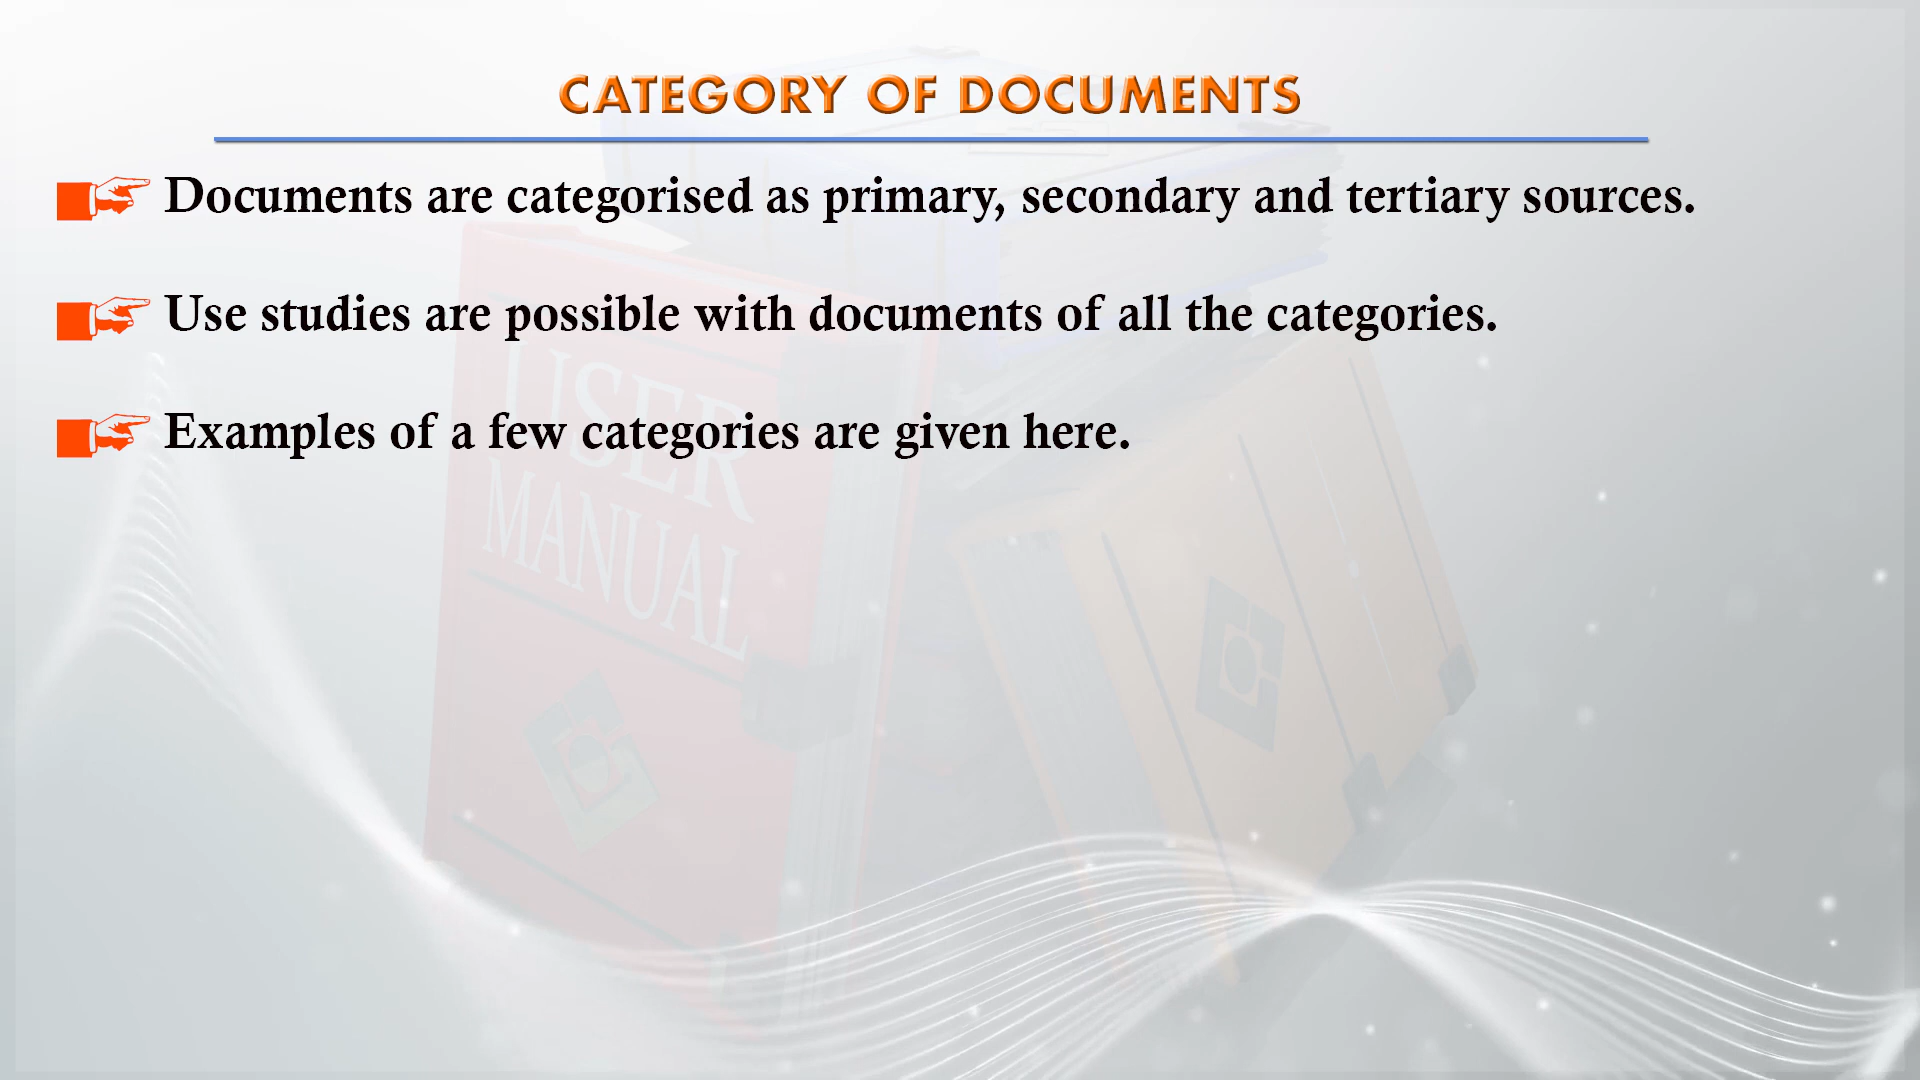 CATEGORY OF DOCUMENTS
Documents are categorised as primary, secondary and tertiary sources.
Use studies are possible with documents of all the categories.
Examples of a few categories are given here.
USER
MANUAL